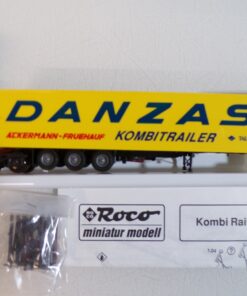 DANZAS
ACKERMANN-FRUEHAUF KOMBITRAILER
Roco
miniatur modell
Kombi Rai